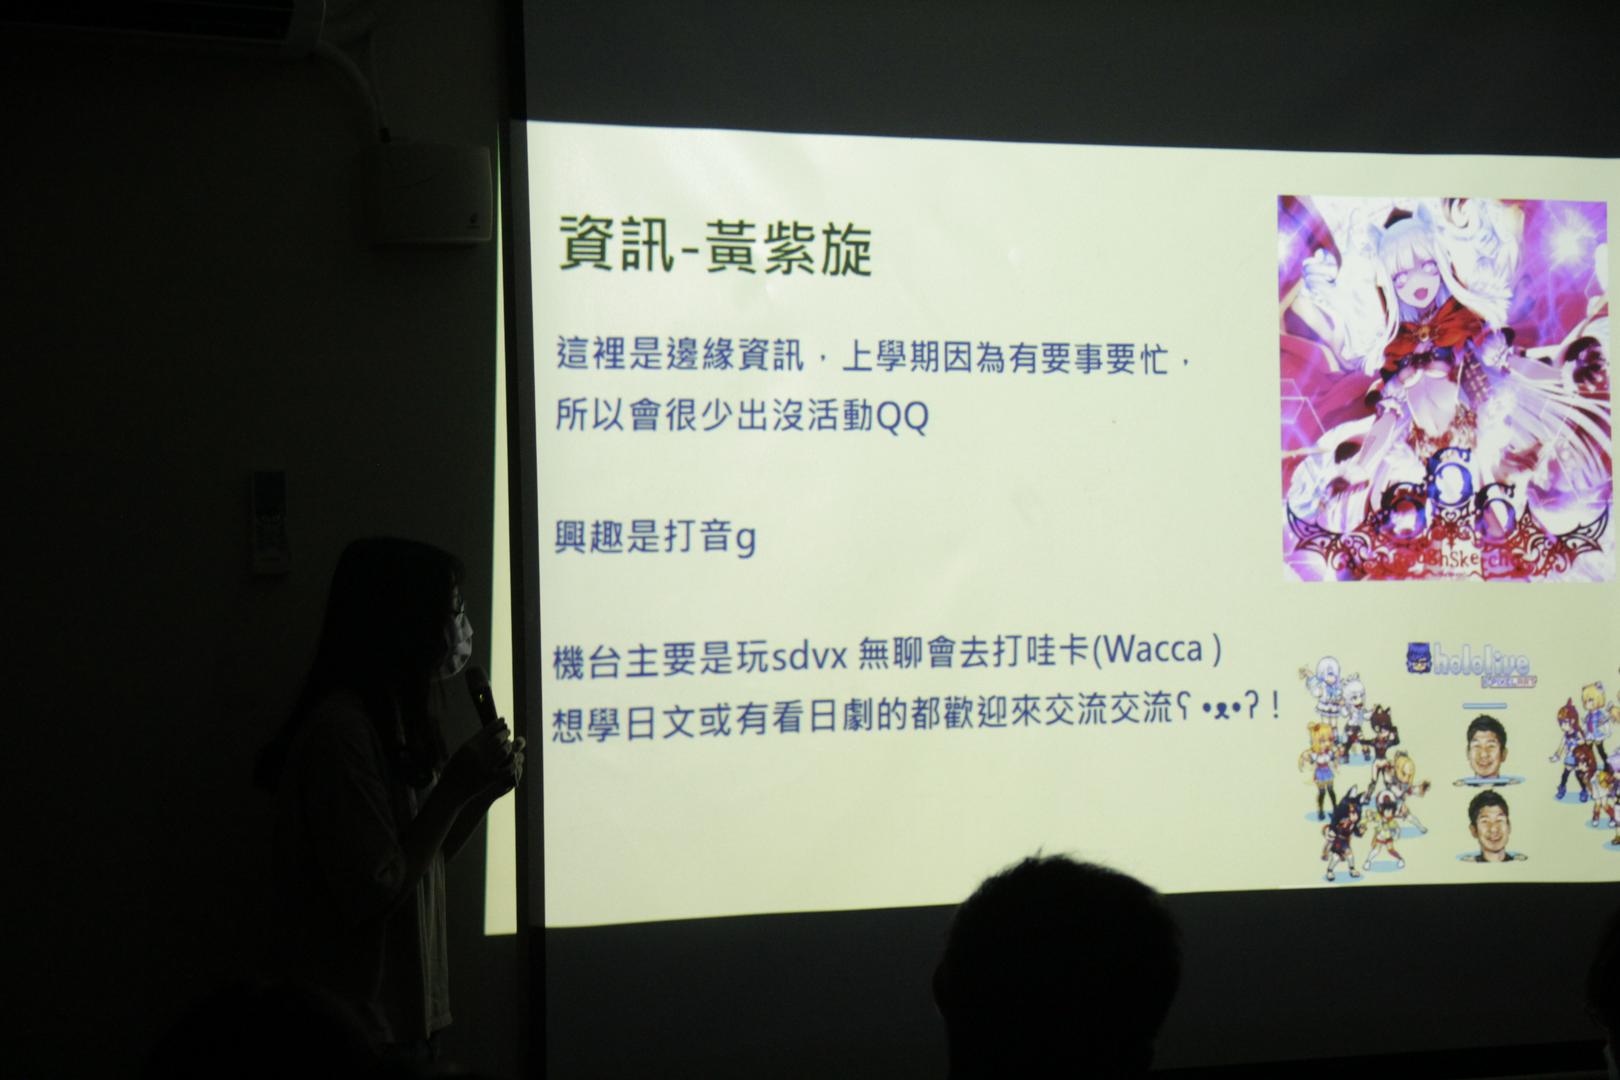 資訊-黃紫旋
這裡是邊緣資訊，上學期因為有要事要忙，
所以會很少出沒活動QQ
興趣是打音g
機台主要是玩sdvx 無聊會去打哇卡(Wacca )
想學日文或有看日劇的都歡迎來交流交流ʕ •ᴥ•ʔ！
hololive